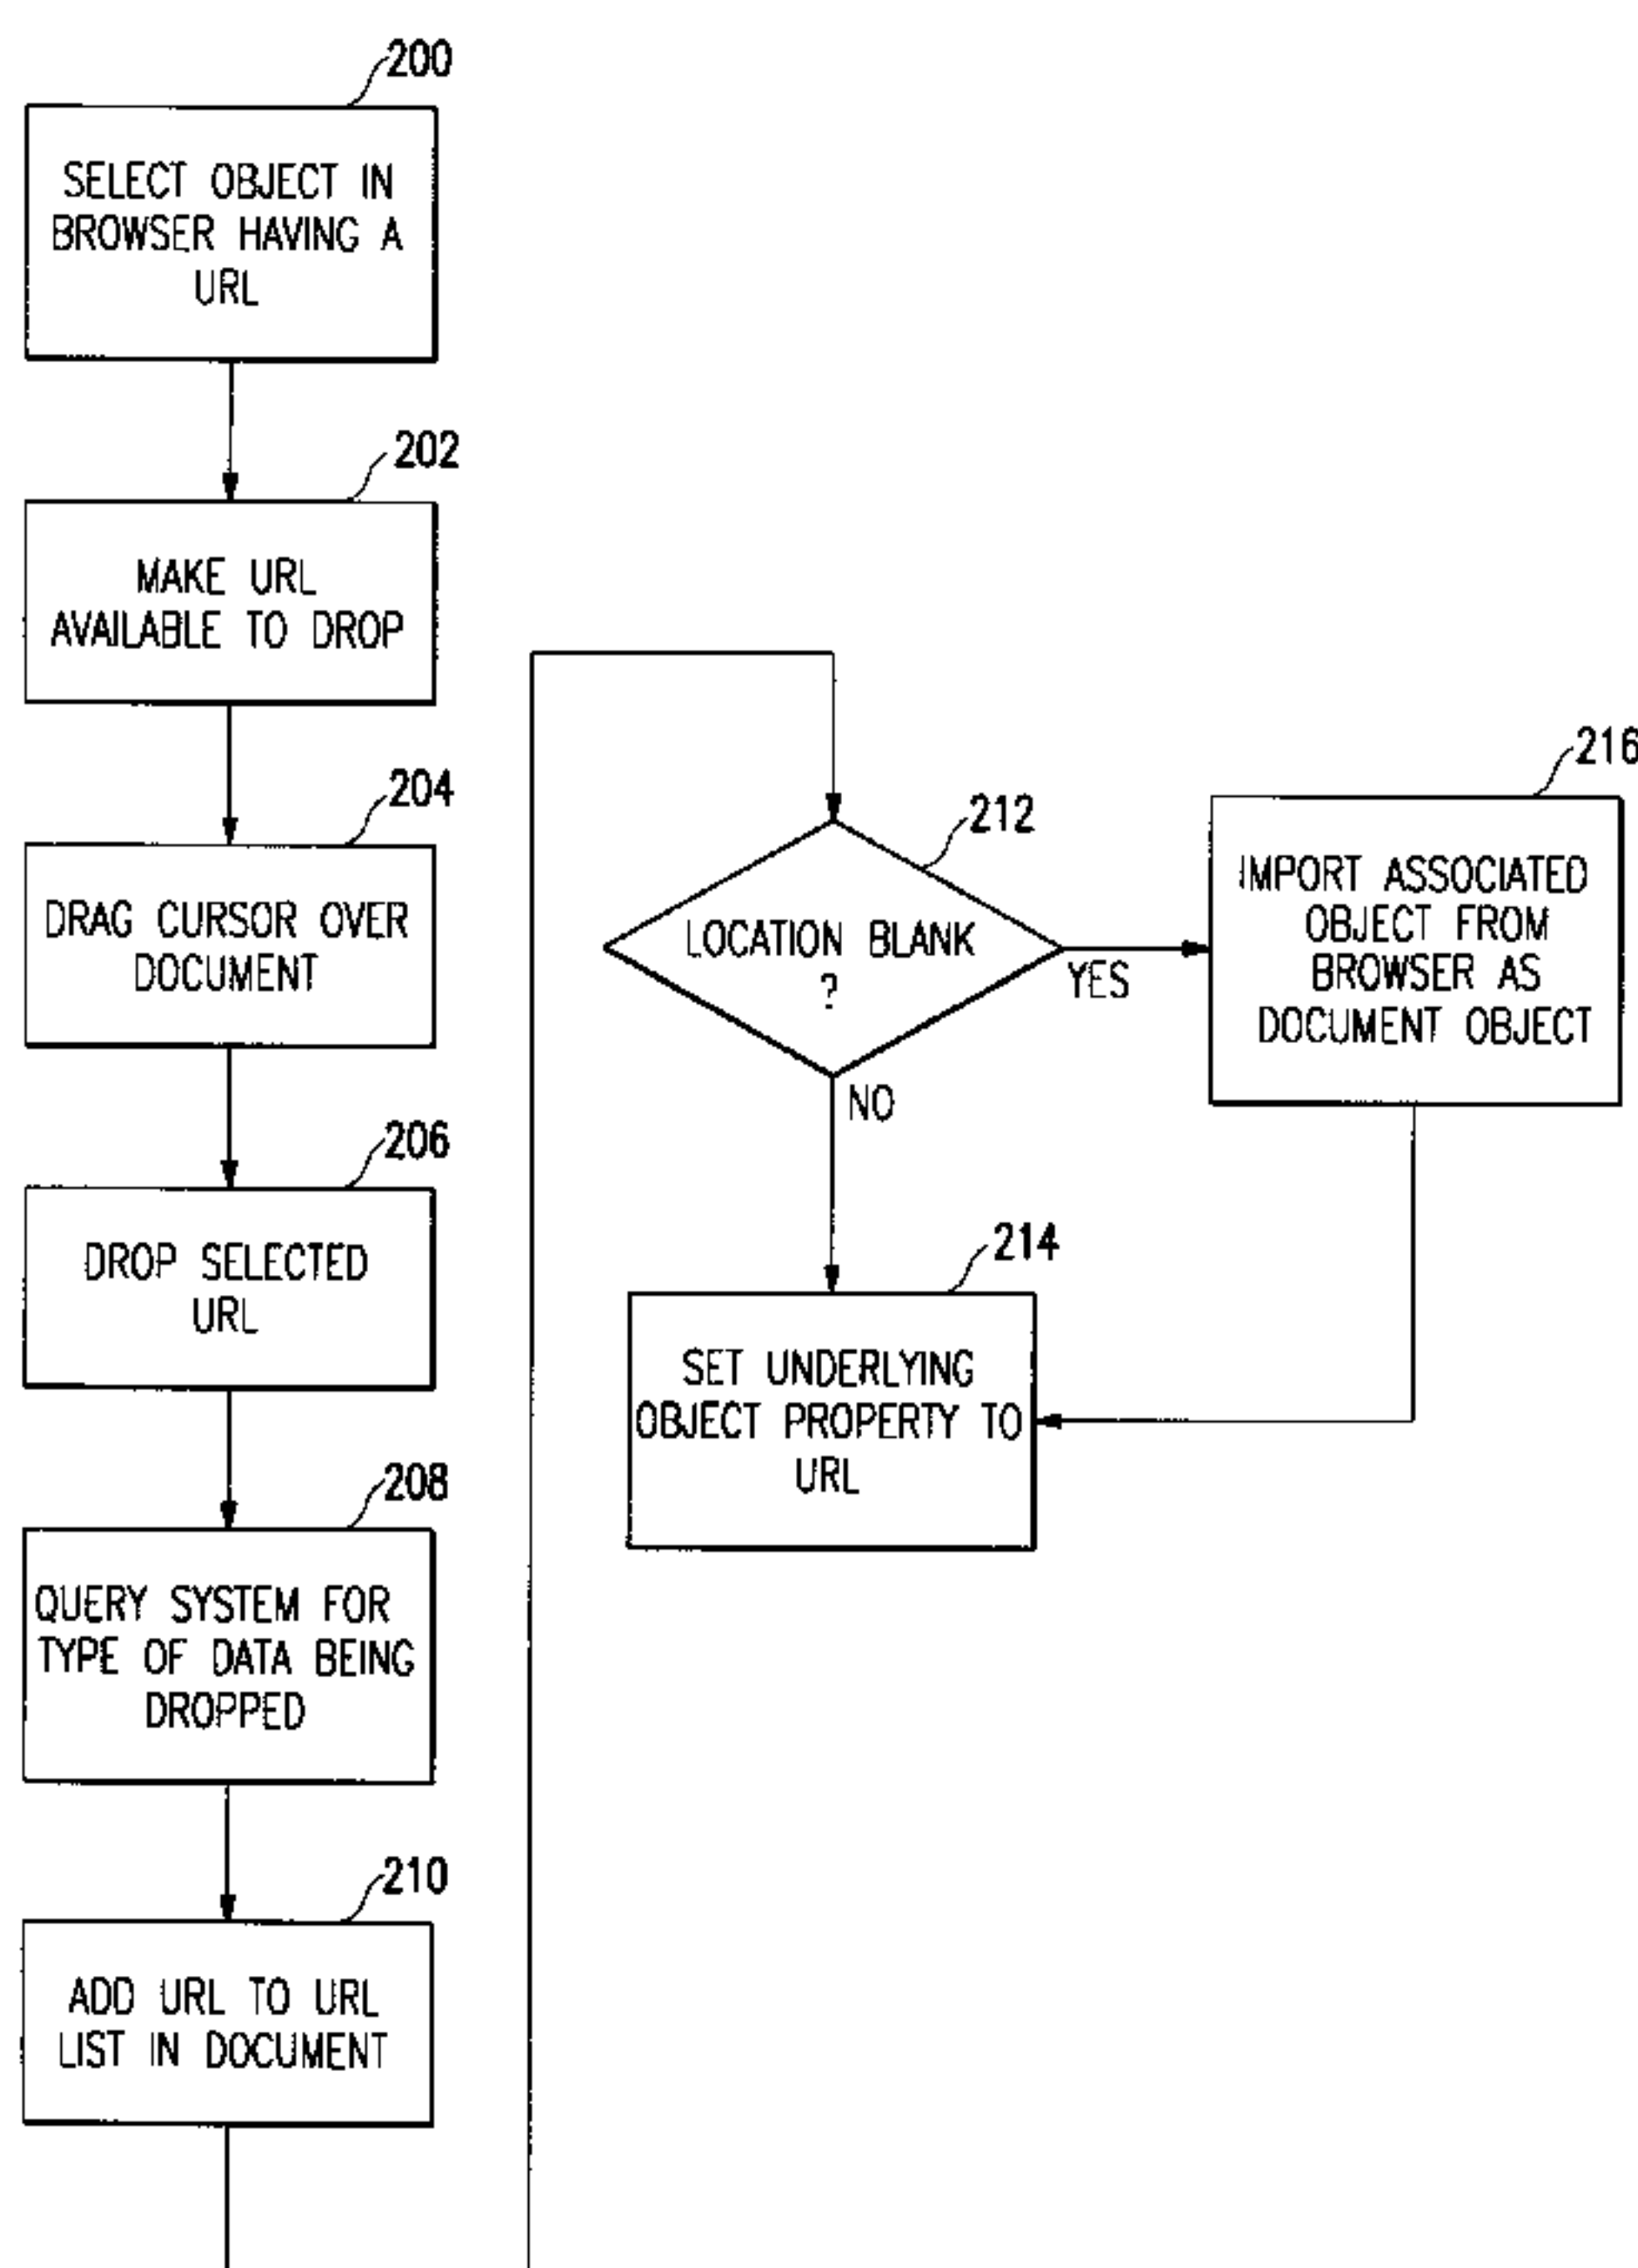 200
SELECT OBJECT IN
BROWSER HAVING A
URL
202
MAKE URL
AVAILABLE TO DROP
204
DRAG CURSOR OVER
DOCUMENT
206
DROP SELECTED
URL
208
QUERY SYSTEM FOR
TYPE OF DATA BEING
DROPPED
210
ADD URL TO URL
LIST IN DOCUMENT
212
LOCATION BLANK
?
YES
NO
216
IMPORT ASSOCIATED
OBJECT FROM
BROWSER AS
DOCUMENT OBJECT
214
SET UNDERLYING
OBJECT PROPERTY TO
URL